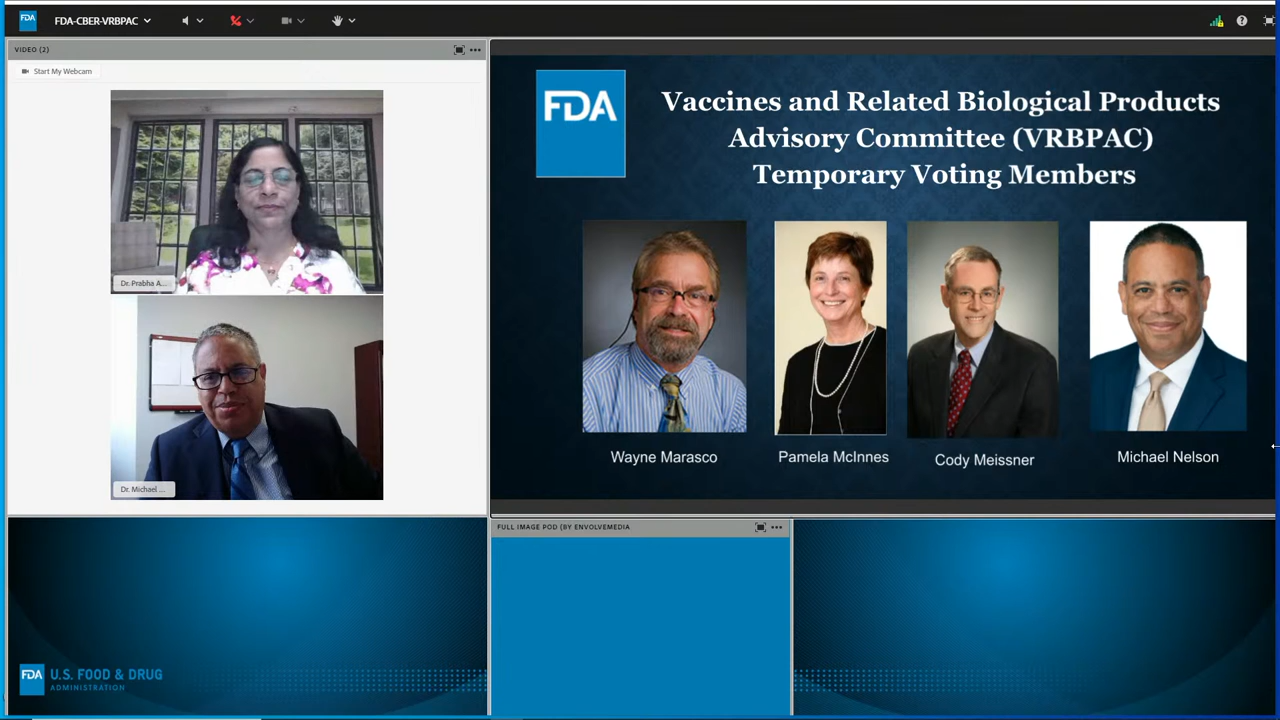 FDA
FDA-CBER-VRBPAC
VIDEO (2)
Start My Webcam
Dr. Prabha A...
Dr. Michael ...
FDA
Vaccines and Related Biological Products
Advisory Committee (VRBPAC)
Temporary Voting Members
Wayne Marasco
Pamela McInnes
Cody Meissner
Michael Nelson
FULL IMAGE POD (BY ENVOLVEMEDIA
FDA
U.S. FOOD & DRUG
ADMINISTRATION